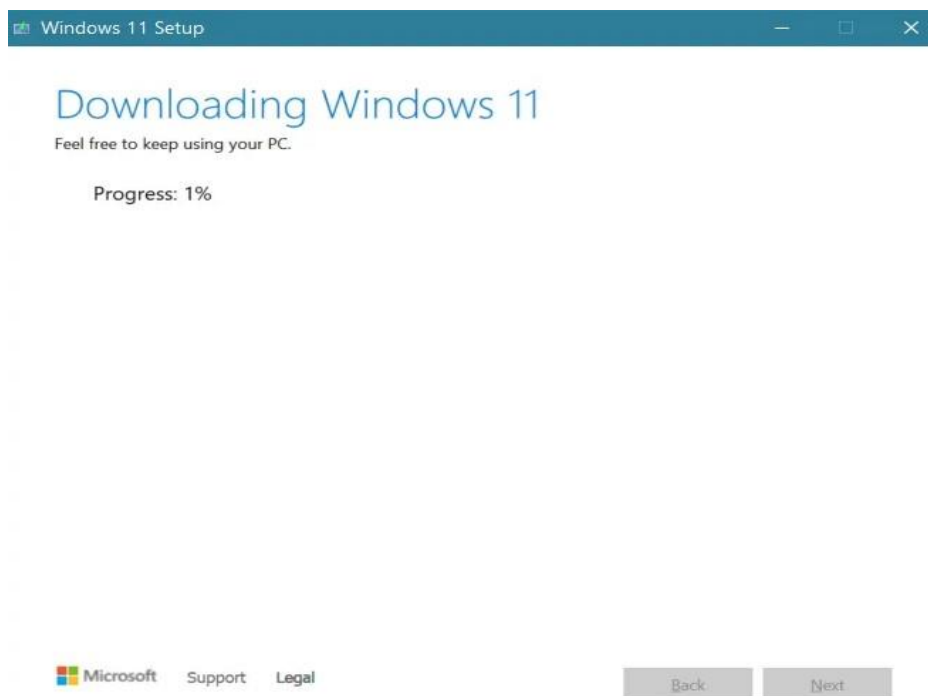 Windows 11 Setup
Downloading Windows 11
Feel free to keep using your PC.
Progress: 1%
Microsoft Support Legal Back Next